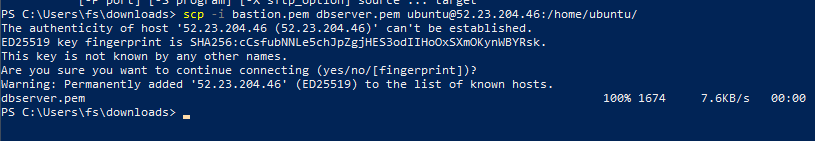 [-F port] [-S program] [-X sftp_option] source ... target
PS C:\Users\fs\downloads> scp -i bastion.pem dbserver.pem ubuntu@52.23.204.46:/home/ubuntu/
The authenticity of host '52.23.204.46 (52.23.204.46)' can't be established.
ED25519 key fingerprint is SHA256:cCsfubNNLe5chJpZgjHES3odIIHoOxSXmOKynWBYRsk.
This key is not known by any other names.
Are you sure you want to continue connecting (yes/no/[fingerprint])?
Warning: Permanently added '52.23.204.46' (ED25519) to the list of known hosts.
dbserver.pem 100% 1674 7.6KB/s 00:00
PS C:\Users\fs\downloads>